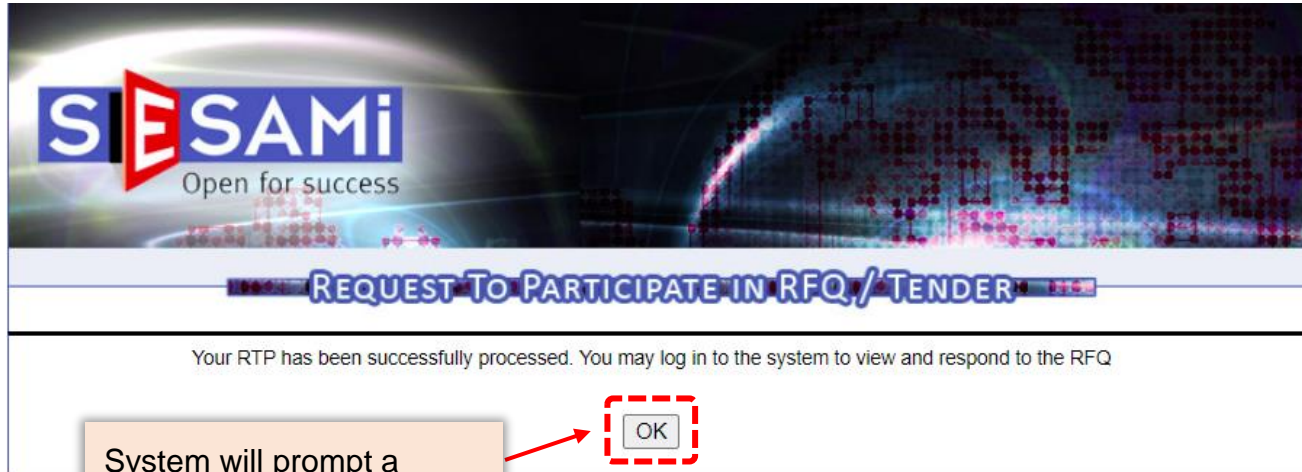 SESAMi
Open for success
REQUEST TO PARTICIPATE IN RFQ / TENDER
Your RTP has been successfully processed. You may log in to the system to view and respond to the RFQ
OK
System will prompt a